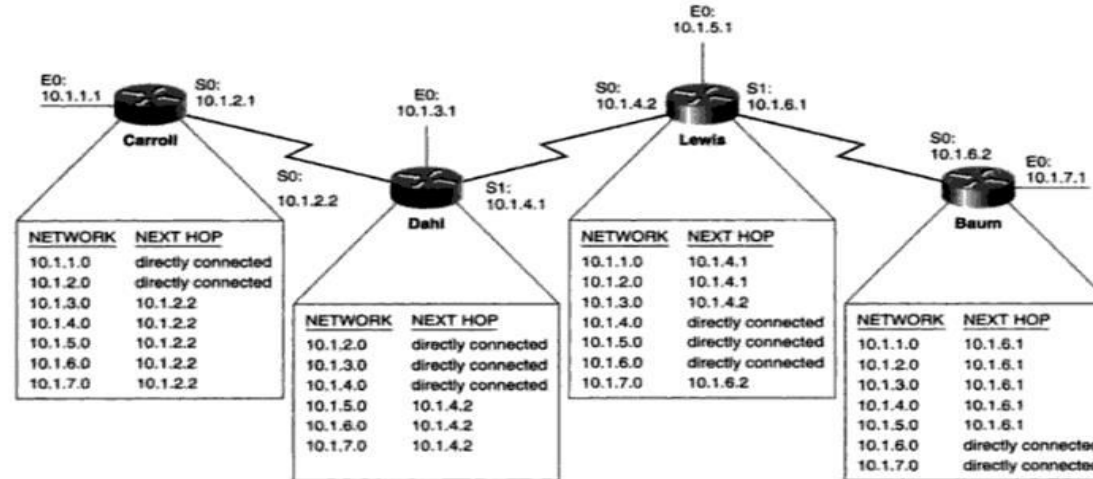 E0:
10.1.1.1
S0:
10.1.2.1
Carroll
E0:
10.1.3.1
S0:
10.1.2.2
S1:
10.1.4.1
Dahl
E0:
10.1.5.1
S0:
10.1.4.2
S1:
10.1.6.1
Lewis
S0:
10.1.6.2
E0:
10.1.7.1
Baum
NETWORK NEXT HOP
10.1.1.0 directly connected
10.1.2.0 directly connected
10.1.3.0 10.1.2.2
10.1.4.0 10.1.2.2
10.1.5.0 10.1.2.2
10.1.6.0 10.1.2.2
10.1.7.0 10.1.2.2
NETWORK NEXT HOP
10.1.2.0 directly connected
10.1.3.0 directly connected
10.1.4.0 directly connected
10.1.5.0 10.1.4.2
10.1.6.0 10.1.4.2
10.1.7.0 10.1.4.2
NETWORK NEXT HOP
10.1.1.0 10.1.4.1
10.1.2.0 10.1.4.1
10.1.3.0 10.1.4.2
10.1.4.0 directly connected
10.1.5.0 directly connected
10.1.6.0 directly connected
10.1.7.0 10.1.6.2
NETWORK NEXT HOP
10.1.1.0 10.1.6.1
10.1.2.0 10.1.6.1
10.1.3.0 10.1.6.1
10.1.4.0 10.1.6.1
10.1.5.0 10.1.6.1
10.1.6.0 directly connected
10.1.7.0 directly connected